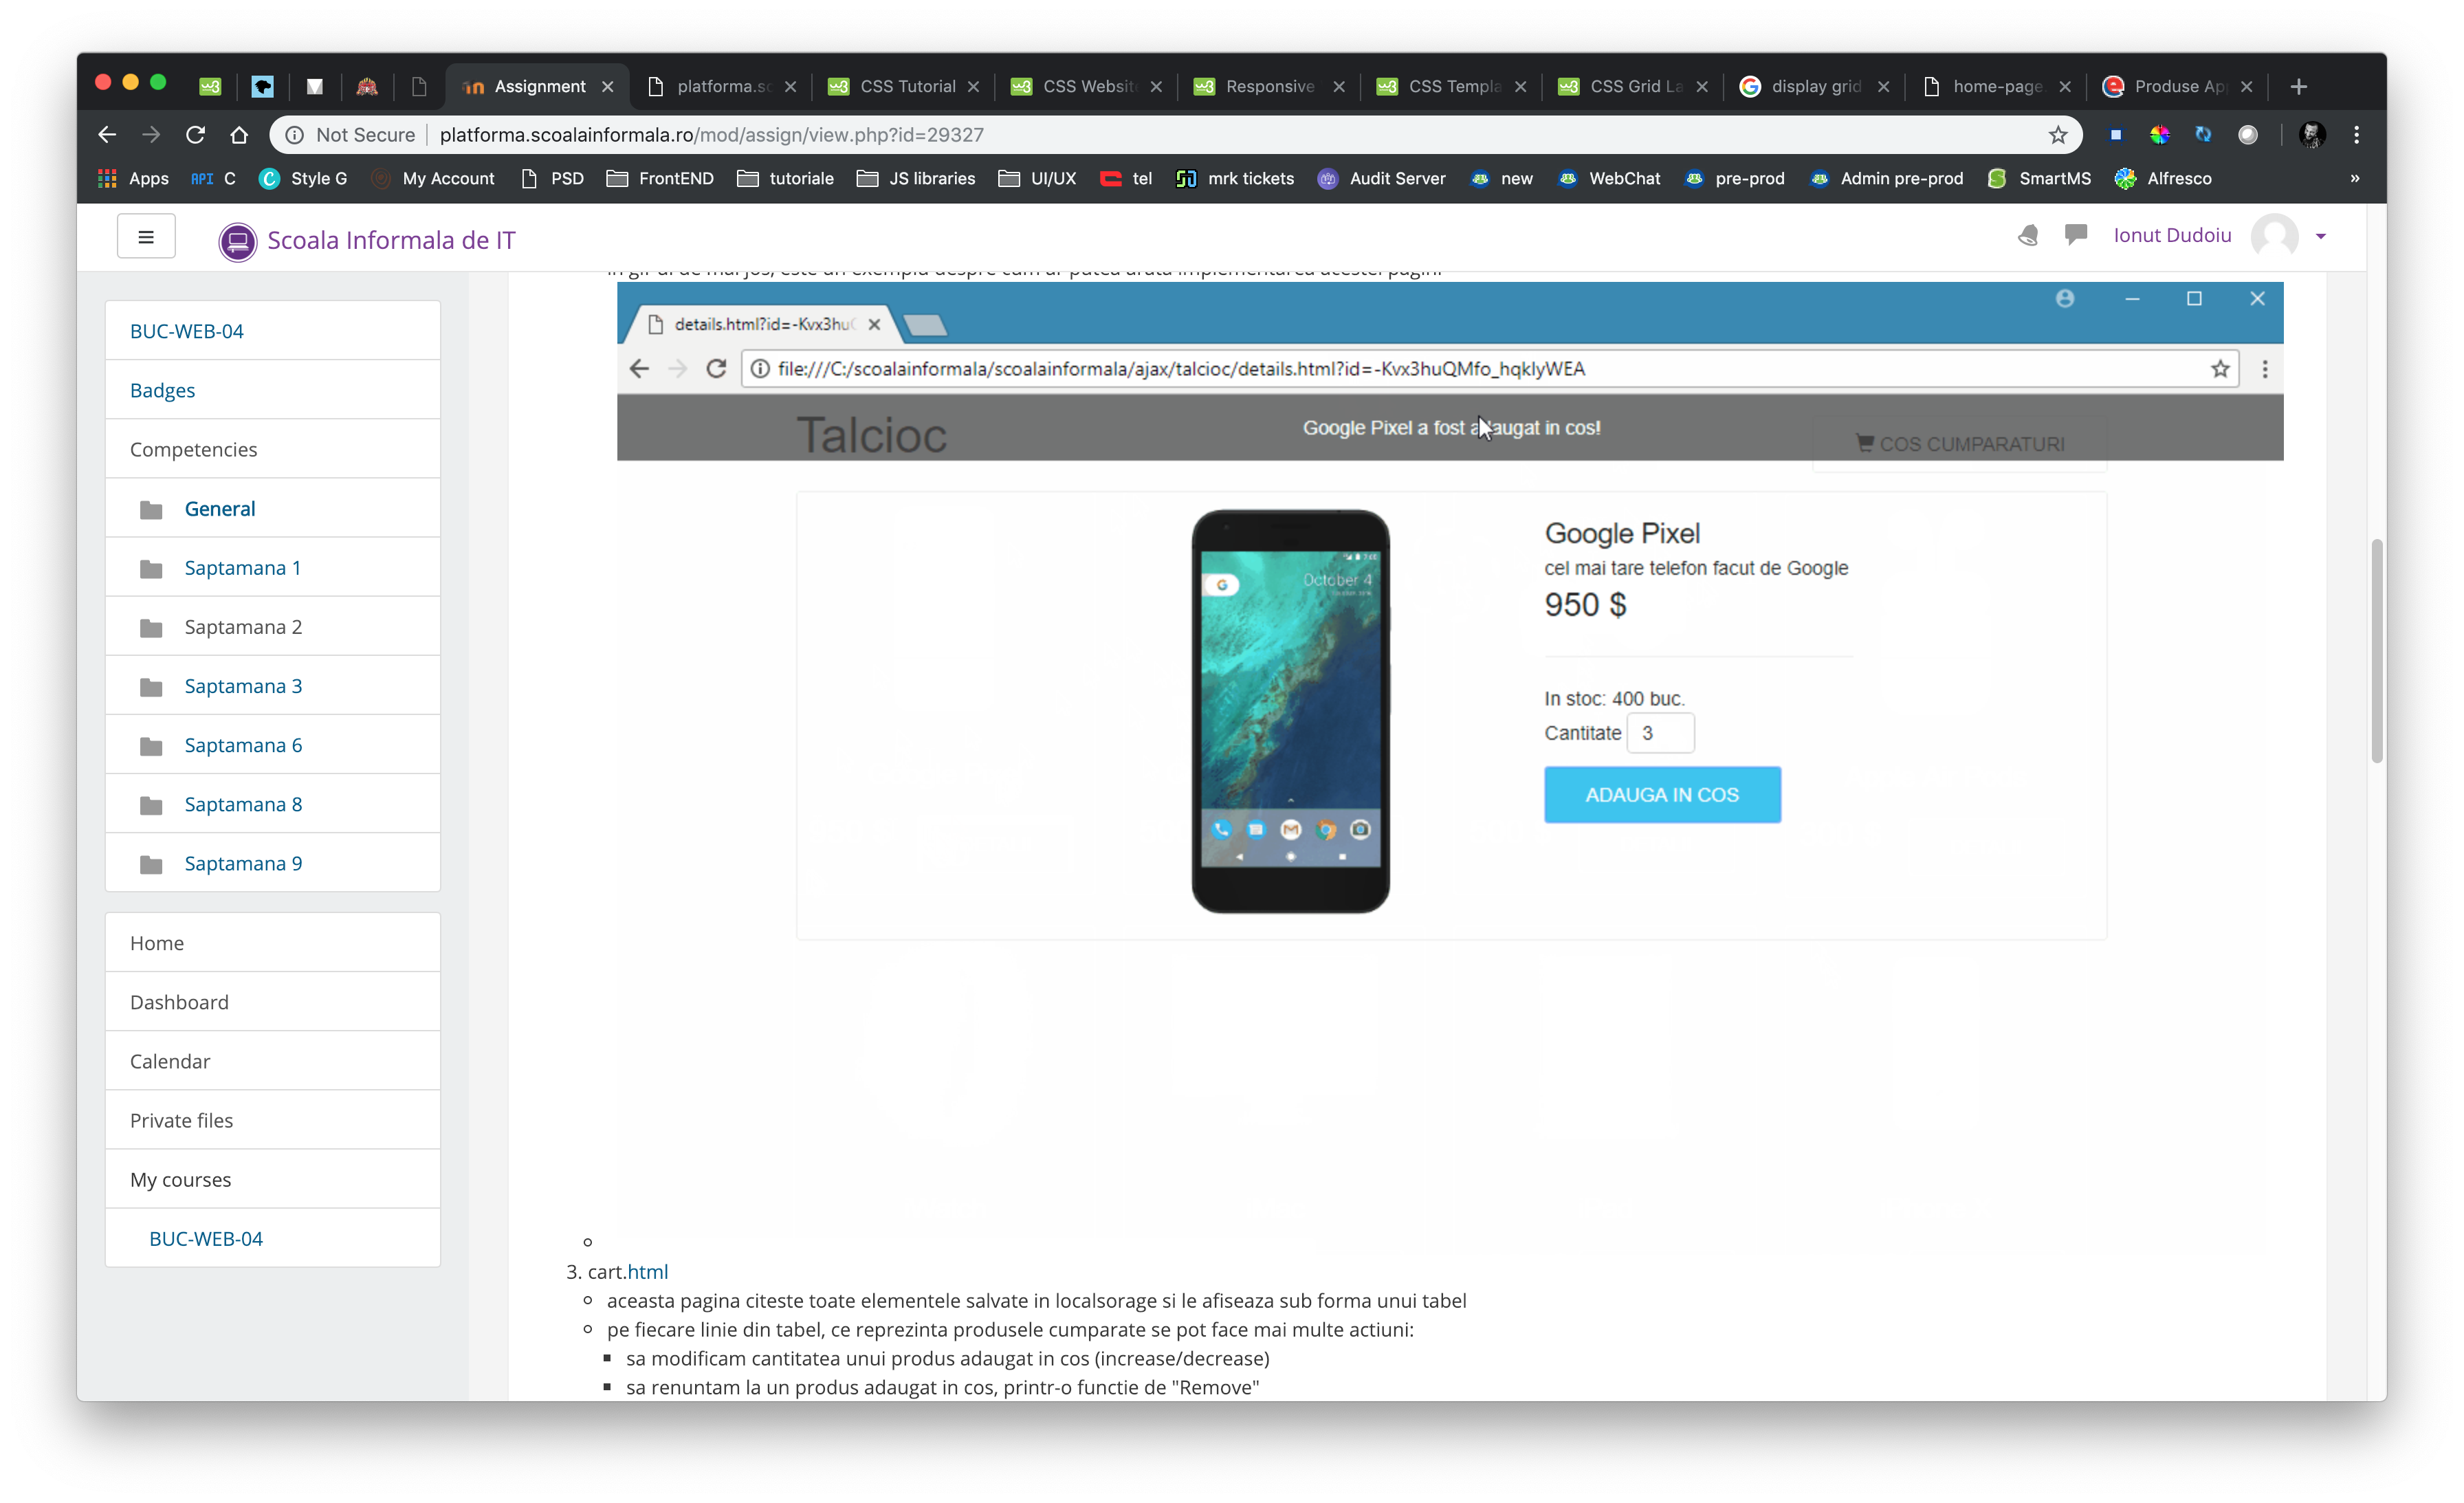 Assignment
platforma.sc
CSS Tutorial
CSS Websit
Responsive
CSS Templa
CSS Grid La
display grid
home-page
Produse Ap
Not Secure platforma.scoalainformala.ro/mod/assign/view.php?id=29327
Apps
API C
Style G
My Account
PSD
FrontEND
tutoriale
JS libraries
UI/UX
tel
mrk tickets
Audit Server
new
WebChat
pre-prod
Admin pre-prod
SmartMS
Alfresco
»
Scoala Informala de IT
Ionut Dudoiu
BUC-WEB-04
Badges
Competencies
General
Saptamana 1
Saptamana 2
Saptamana 3
Saptamana 6
Saptamana 8
Saptamana 9
Home
Dashboard
Calendar
Private files
My courses
BUC-WEB-04
details.html?id=-Kvx3hu
file:///C:/scoalainformala/scoalainformala/ajax/talcioc/details.html?id=-Kvx3huQMfo_hqklyWEA
Talcioc
Google Pixel a fost adaugat in cos!
COS CUMPARATURI
October 4
Google Pixel
cel mai tare telefon facut de Google
950 $
In stoc: 400 buc.
Cantitate 3
ADAUGA IN COS
3. cart.html
aceasta pagina citeste toate elementele salvate in localsorage si le afiseaza sub forma unui tabel
pe fiecare linie din tabel, ce reprezinta produsele cumparate se pot face mai multe actiuni:
sa modificam cantitatea unui produs adaugat in cos (increase/decrease)
sa renuntam la un produs adaugat in cos, printr-o functie de "Remove"